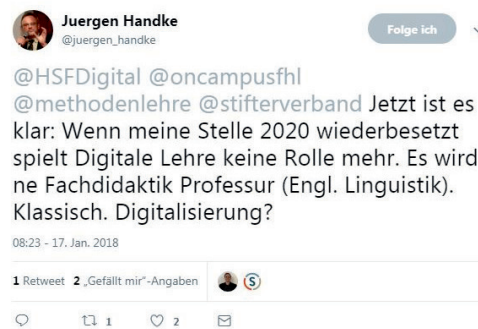 Juergen Handke
@juergen_handke
Folge ich
@HSFDigital @oncampusfhl
@methodenlehre @stifterverband Jetzt ist es
klar: Wenn meine Stelle 2020 wiederbesetzt
spielt Digitale Lehre keine Rolle mehr. Es wird
ne Fachdidaktik Professur (Engl. Linguistik).
Klassisch. Digitalisierung?
08:23 - 17. Jan. 2018
1 Retweet 2 „Gefällt mir“-Angaben S
1 2